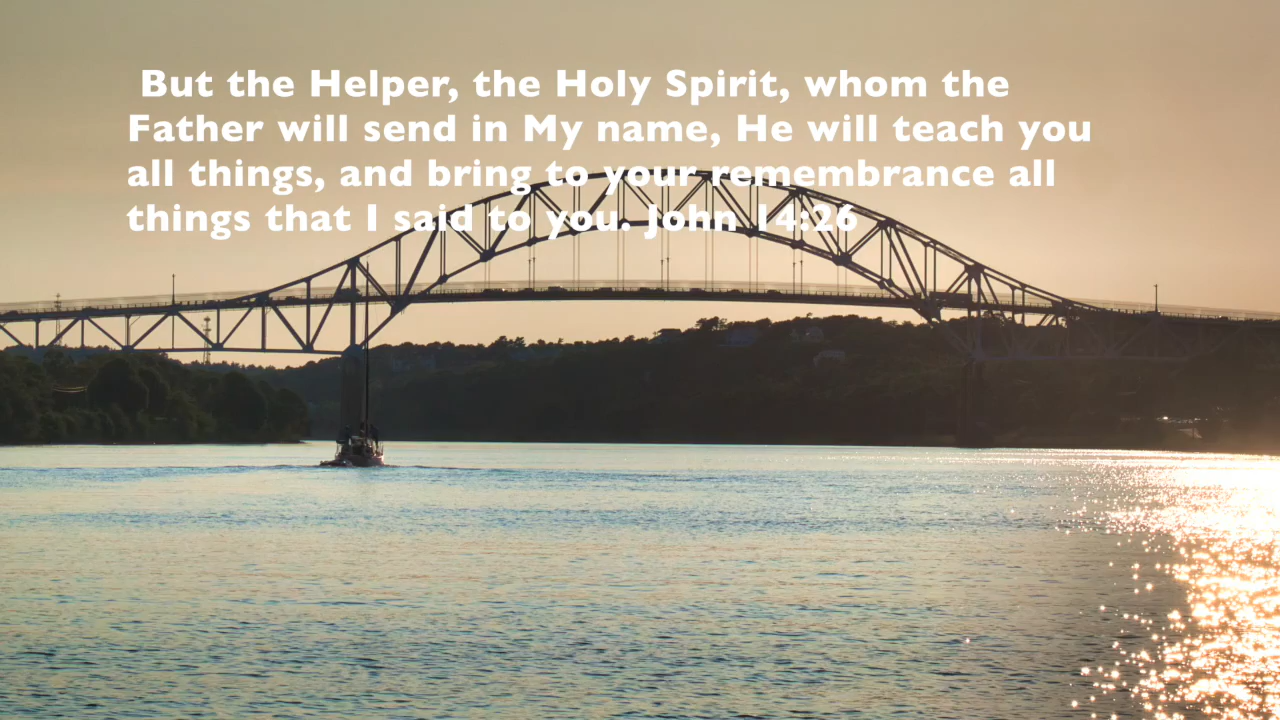 But the Helper, the Holy Spirit, whom the
Father will send in My name, He will teach you
all things, and bring to your remembrance all
things that I said to you. John 14:26